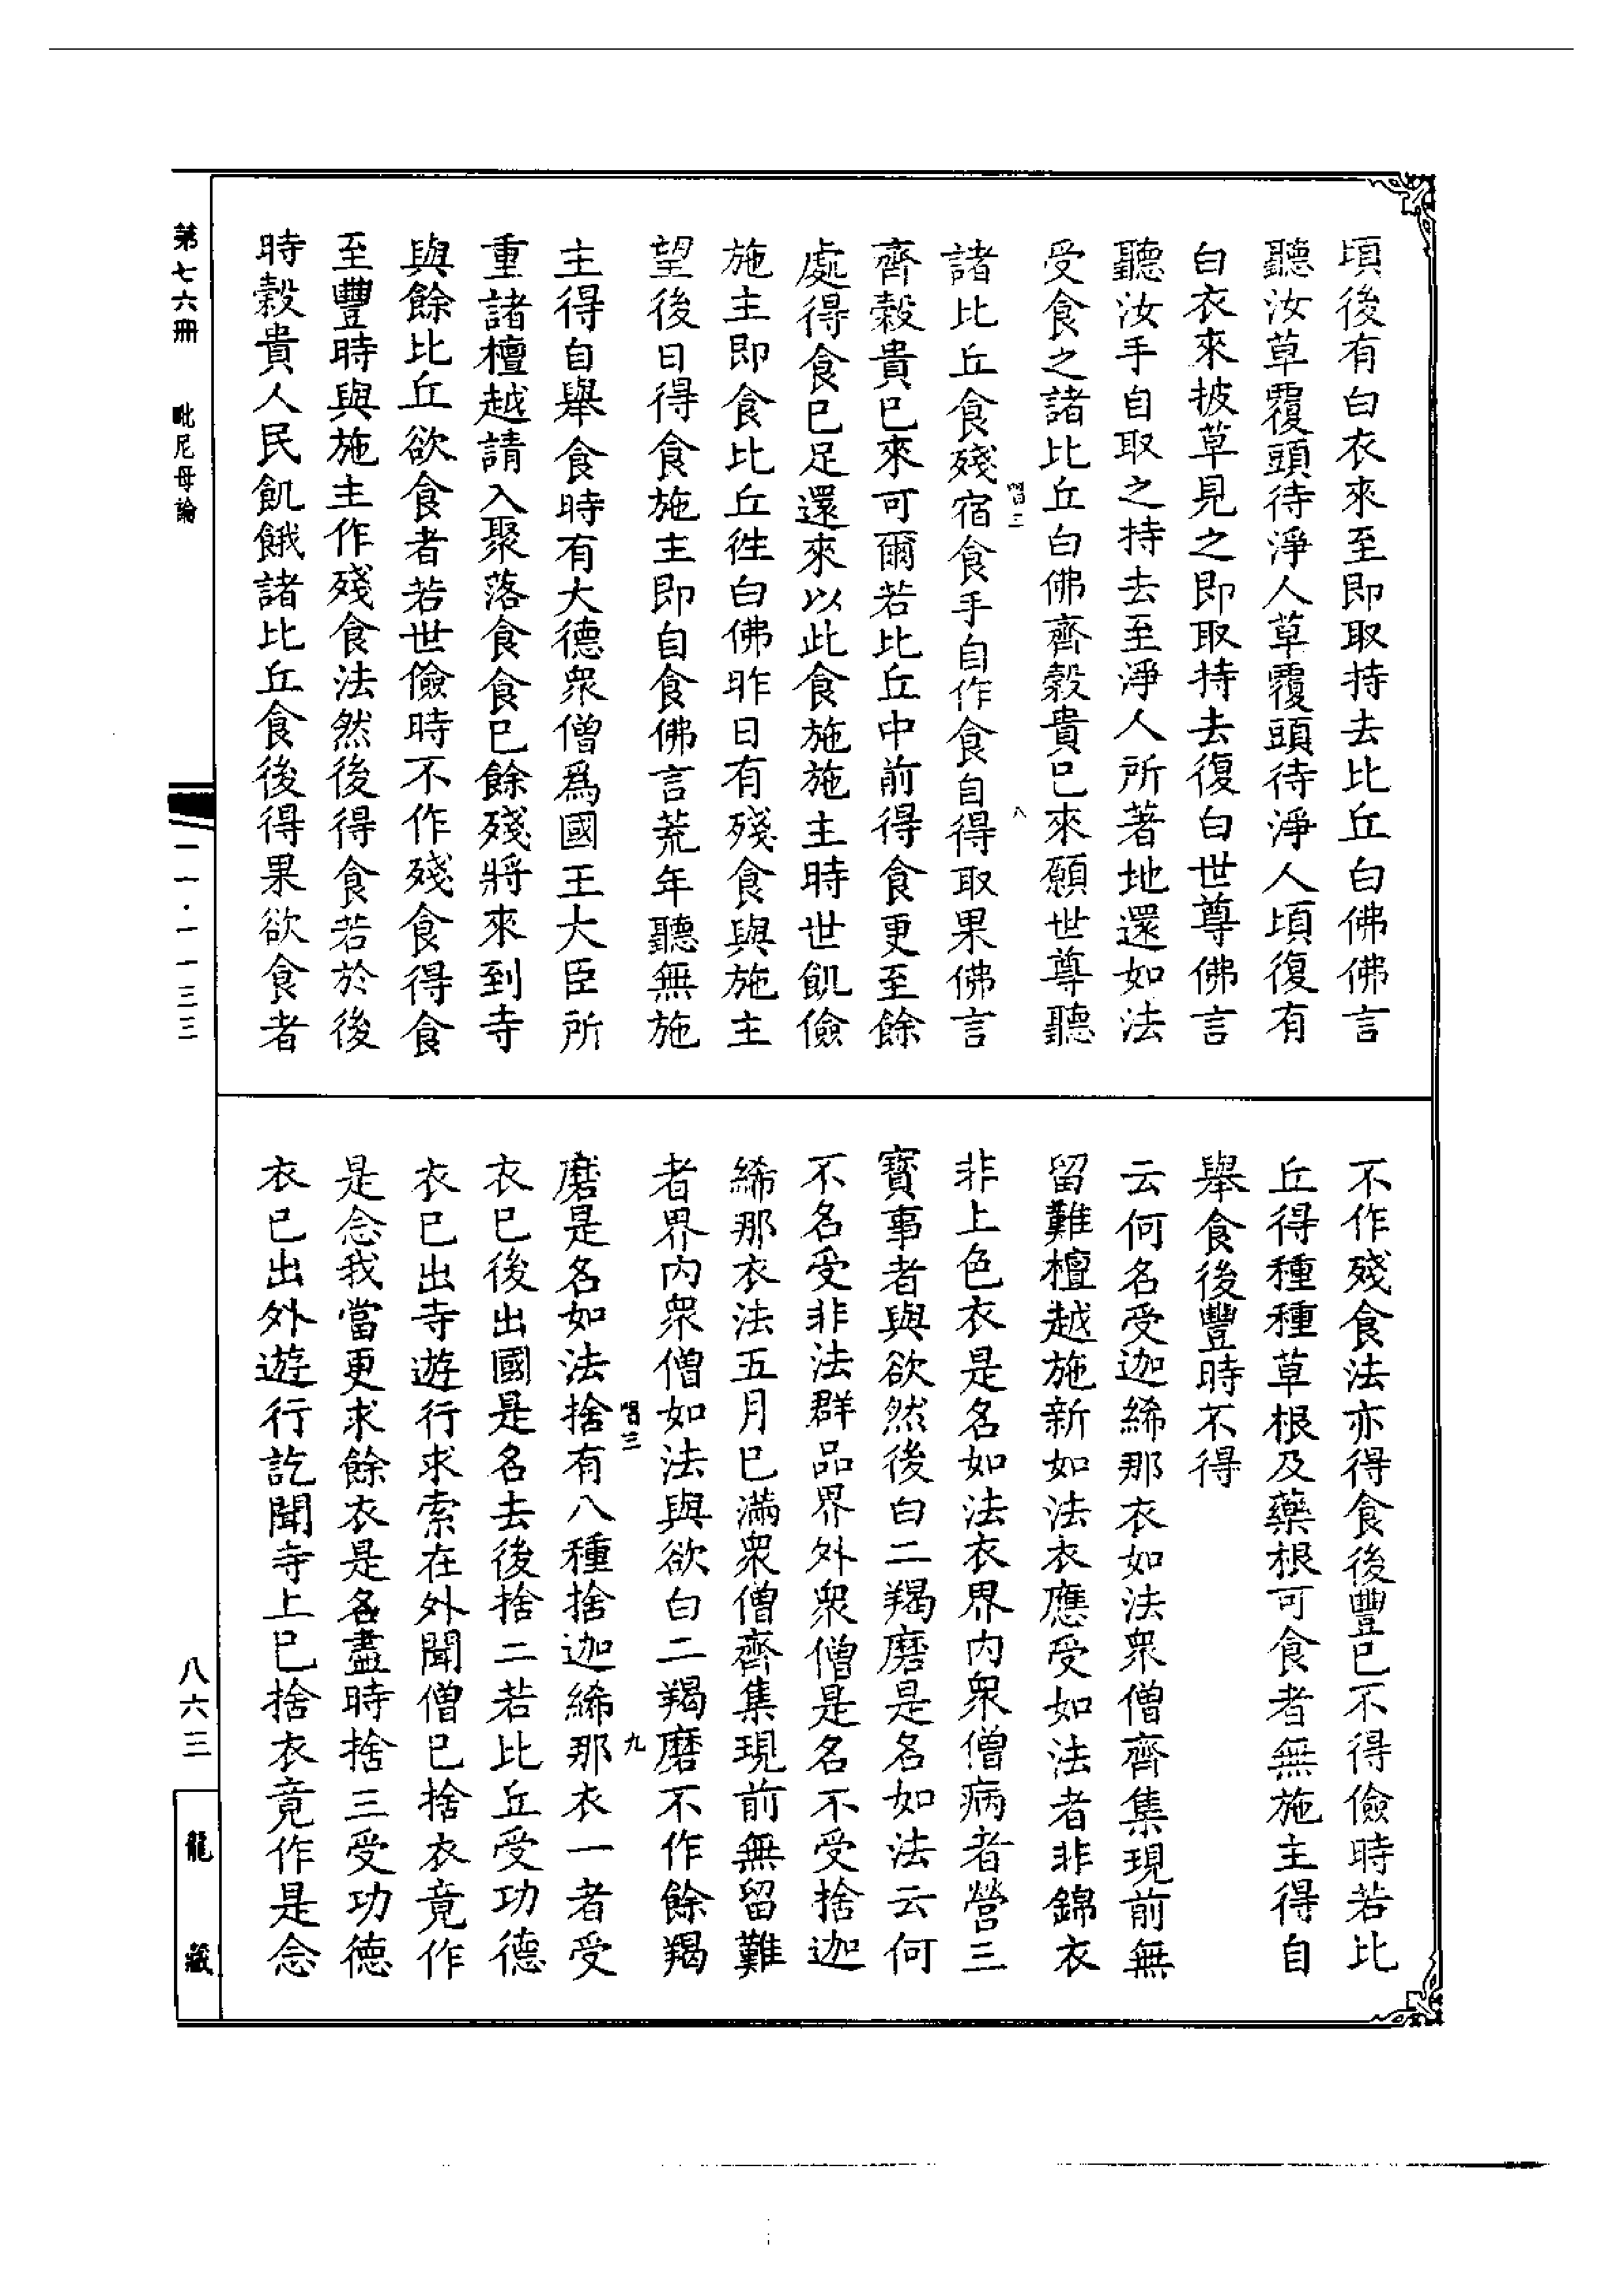 頃後有白衣來至即取持去比丘白佛佛言
聽汝草覆頭待淨人草覆頭待淨人頃復有
白衣來披草見之即取持去復白世尊佛言
聽汝手自取之持去至淨人所著地還如法
受食之諸比丘白佛齊穀貴已來願世尊聽
諸比丘食殘宿食手自作食自得取果佛言
齊穀貴已來可爾若比丘中前得食更至餘
處得食已足還來以此食施施主時世飢儉
施主即食比丘徃白佛昨日有殘食與施主
望後日得食施主即自食佛言荒年聽無施
主得自舉食時有大德衆僧爲國王大臣所
重諸檀越請入聚落食食已餘殘將來到寺
與餘比丘欲食者若世儉時不作殘食得食
至豐時與施主作殘食法然後得食若於後
時穀貴人民飢餓諸比丘食後得果欲食者
唱三
八
不作殘食法亦得食後豐已不得儉時若比
丘得種種草根及藥根可食者無施主得自
舉食後豐時不得
云何名受迦絺那衣如法衆僧齊集現前無
留難檀越施新如法衣應受如法者非錦衣
非上色衣是名如法衣界内衆僧病者營三
寶事者與欲然後白二羯磨是名如法云何
不名受非法群品界外衆僧是名不受捨迦
絺那衣法五月已滿衆僧齊集現前無留難
者界内衆僧如法與欲白二羯磨不作餘羯
磨是名如法捨有八種捨迦絺那衣一者受
衣已後出國是名去後捨二若比丘受功德
衣已出寺遊行求索在外聞僧已捨衣竟作
是念我當更求餘衣是名盡時捨三受功德
衣已出外遊行訖聞寺上已捨衣竟作是念
唱三
九
第七六冊 毗尼母論
一一·一一三三
八六三
龍藏